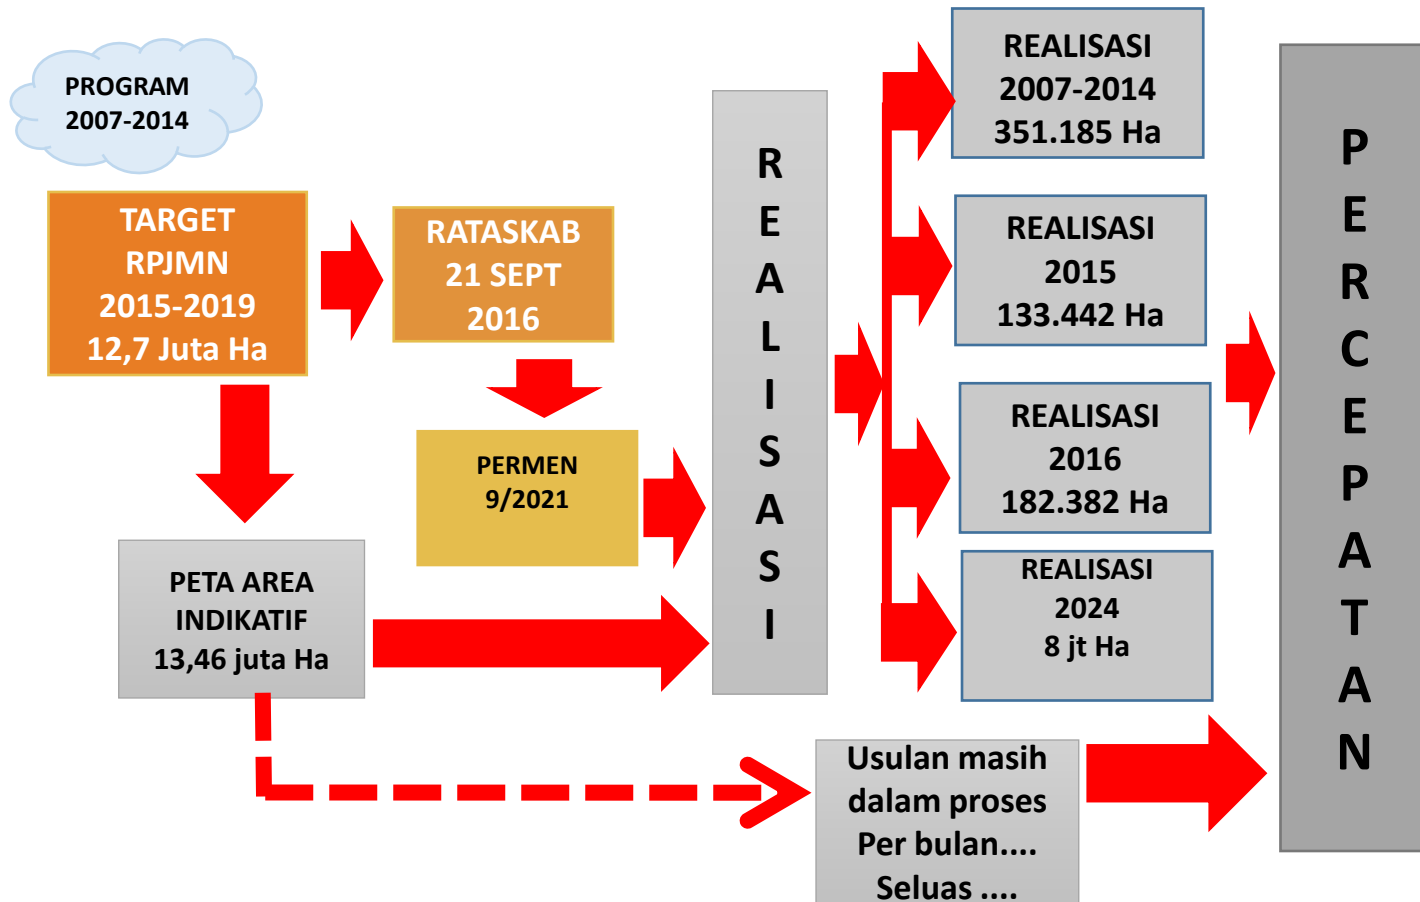 PROGRAM
2007-2014
TARGET
RPJMN
2015-2019
12,7 Juta Ha
RATASKAB
21 SEPT
2016
PERMEN
9/2021
PETA AREA
INDIKATIF
13,46 juta Ha
R
E
A
L
I
S
A
S
I
REALISASI
2007-2014
351.185 Ha
REALISASI
2015
133.442 Ha
REALISASI
2016
182.382 Ha
REALISASI
2024
8 jt Ha
Usulan masih
dalam proses
Per bulan....
Seluas ....
P
E
R
C
E
P
A
T
A
N